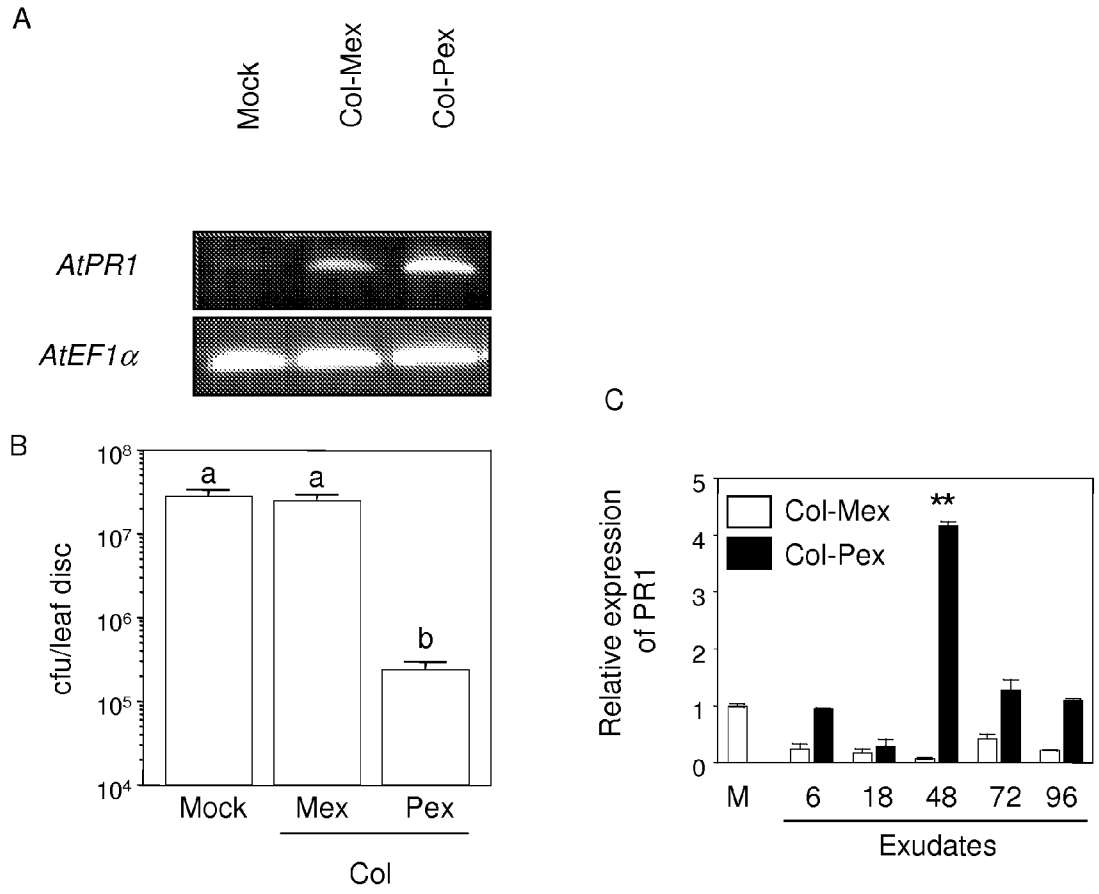 A
Mock
Col-Mex
Col-Pex
AtPR1
AtEF1α
B
cfu/leaf disc
10⁸
10⁷
10⁶
10⁵
10⁴
a
a
b
Mock Mex Pex
Col
C
Relative expression
of PR1
5
4
3
2
1
0
Col-Mex
Col-Pex
**
M 6 18 48 72 96
Exudates